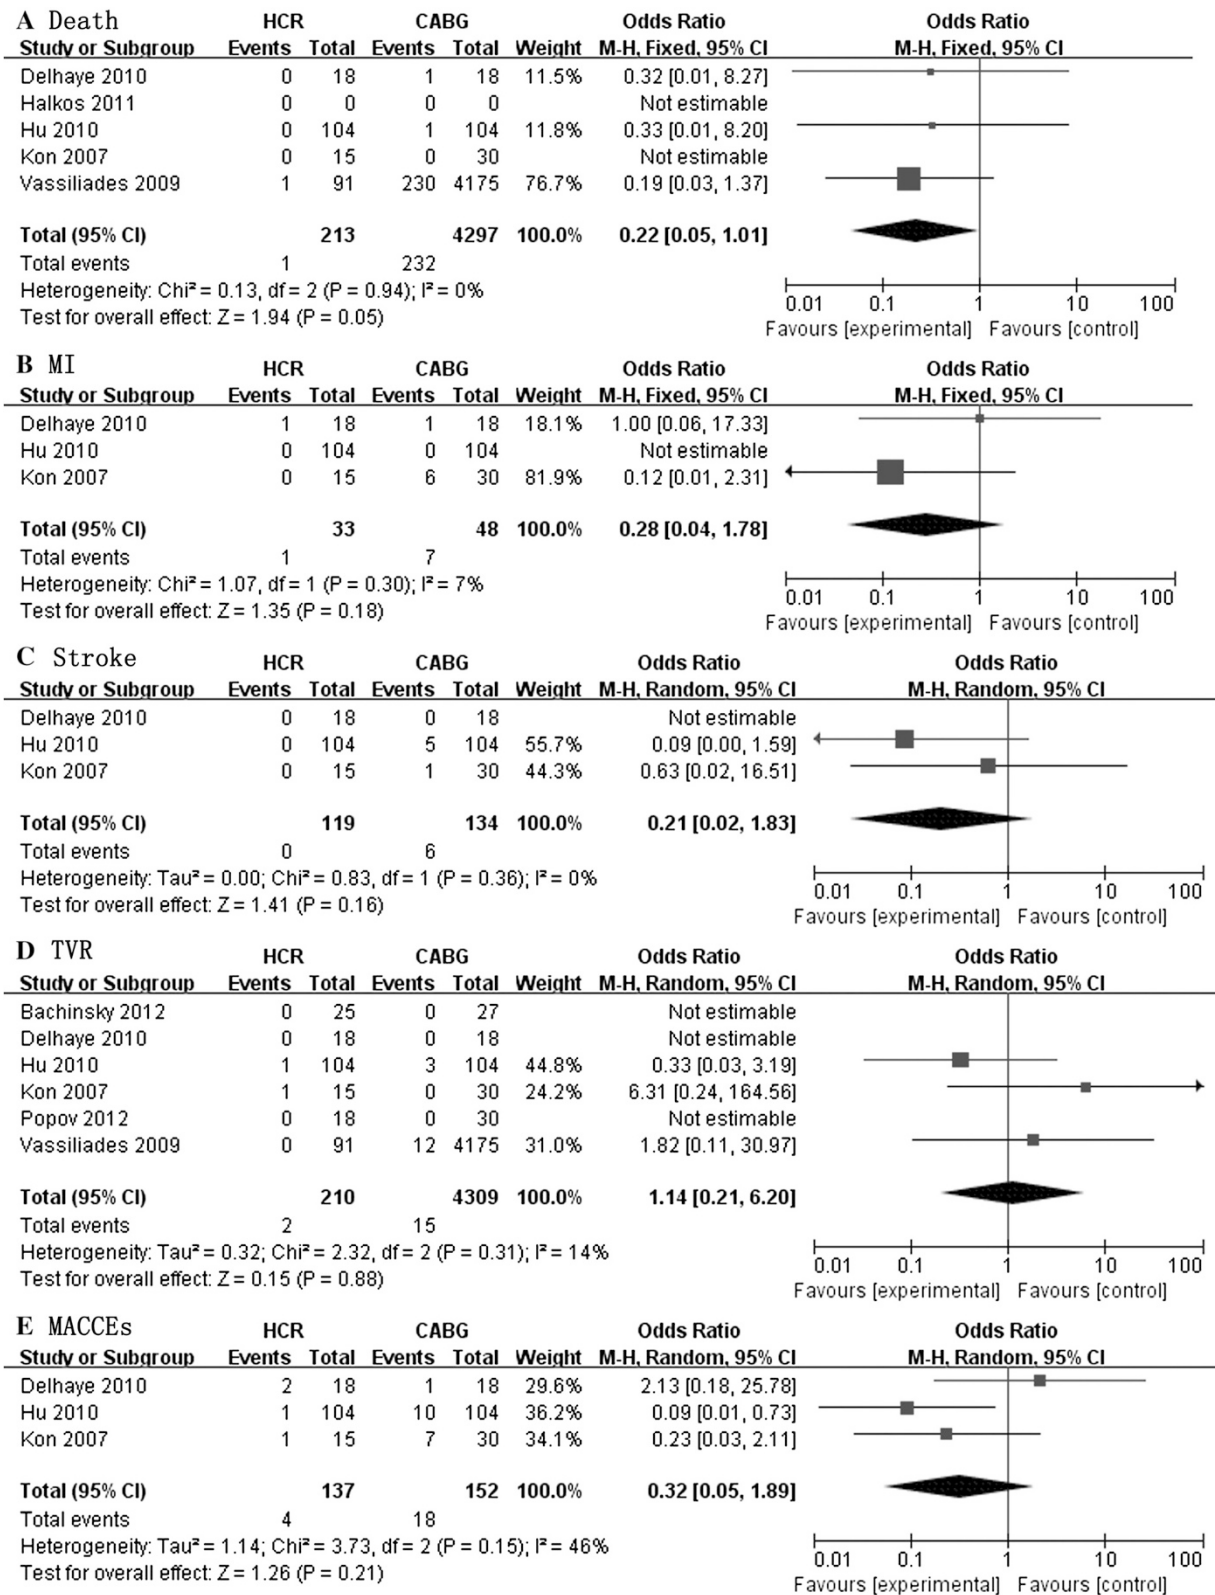 A Death HCR CABG Odds Ratio Odds Ratio
Study or Subgroup Events Total Events Total Weight M-H, Fixed, 95% CI M-H, Fixed, 95% CI
Delhaye 2010 0 18 1 18 11.5% 0.32 [0.01, 8.27]
Halkos 2011 0 0 0 0 Not estimable
Hu 2010 0 104 1 104 11.8% 0.33 [0.01, 8.20]
Kon 2007 0 15 0 30 Not estimable
Vassiliades 2009 1 91 230 4175 76.7% 0.19 [0.03, 1.37]
Total (95% CI) 213 4297 100.0% 0.22 [0.05, 1.01]
Total events 1 232
Heterogeneity: Chi² = 0.13, df = 2 (P = 0.94); I² = 0%
Test for overall effect: Z = 1.94 (P = 0.05)
0.01 0.1 1 10 100
Favours [experimental] Favours [control]
B MI HCR CABG Odds Ratio Odds Ratio
Study or Subgroup Events Total Events Total Weight M-H, Fixed, 95% CI M-H, Fixed, 95% CI
Delhaye 2010 1 18 1 18 18.1% 1.00 [0.06, 17.33]
Hu 2010 0 104 0 104 Not estimable
Kon 2007 0 15 6 30 81.9% 0.12 [0.01, 2.31]
Total (95% CI) 33 48 100.0% 0.28 [0.04, 1.78]
Total events 1 7
Heterogeneity: Chi² = 1.07, df = 1 (P = 0.30); I² = 7%
Test for overall effect: Z = 1.35 (P = 0.18)
0.01 0.1 1 10 100
Favours [experimental] Favours [control]
C Stroke HCR CABG Odds Ratio Odds Ratio
Study or Subgroup Events Total Events Total Weight M-H, Random, 95% CI M-H, Random, 95% CI
Delhaye 2010 0 18 0 18 Not estimable
Hu 2010 0 104 5 104 55.7% 0.09 [0.00, 1.59]
Kon 2007 0 15 1 30 44.3% 0.63 [0.02, 16.51]
Total (95% CI) 119 134 100.0% 0.21 [0.02, 1.83]
Total events 0 6
Heterogeneity: Tau² = 0.00; Chi² = 0.83, df = 1 (P = 0.36); I² = 0%
Test for overall effect: Z = 1.41 (P = 0.16)
0.01 0.1 1 10 100
Favours [experimental] Favours [control]
D TVR HCR CABG Odds Ratio Odds Ratio
Study or Subgroup Events Total Events Total Weight M-H, Random, 95% CI M-H, Random, 95% CI
Bachinsky 2012 0 25 0 27 Not estimable
Delhaye 2010 0 18 0 18 Not estimable
Hu 2010 1 104 3 104 44.8% 0.33 [0.03, 3.19]
Kon 2007 1 15 0 30 24.2% 6.31 [0.24, 164.56]
Popov 2012 0 18 0 30 Not estimable
Vassiliades 2009 0 91 12 4175 31.0% 1.82 [0.11, 30.97]
Total (95% CI) 210 4309 100.0% 1.14 [0.21, 6.20]
Total events 2 15
Heterogeneity: Tau² = 0.32; Chi² = 2.32, df = 2 (P = 0.31); I² = 14%
Test for overall effect: Z = 0.15 (P = 0.88)
0.01 0.1 1 10 100
Favours [experimental] Favours [control]
E MACCEs HCR CABG Odds Ratio Odds Ratio
Study or Subgroup Events Total Events Total Weight M-H, Random, 95% CI M-H, Random, 95% CI
Delhaye 2010 2 18 1 18 29.6% 2.13 [0.18, 25.78]
Hu 2010 1 104 10 104 36.2% 0.09 [0.01, 0.73]
Kon 2007 1 15 7 30 34.1% 0.23 [0.03, 2.11]
Total (95% CI) 137 152 100.0% 0.32 [0.05, 1.89]
Total events 4 18
Heterogeneity: Tau² = 1.14; Chi² = 3.73, df = 2 (P = 0.15); I² = 46%
Test for overall effect: Z = 1.26 (P = 0.21)
0.01 0.1 1 10 100
Favours [experimental] Favours [control]